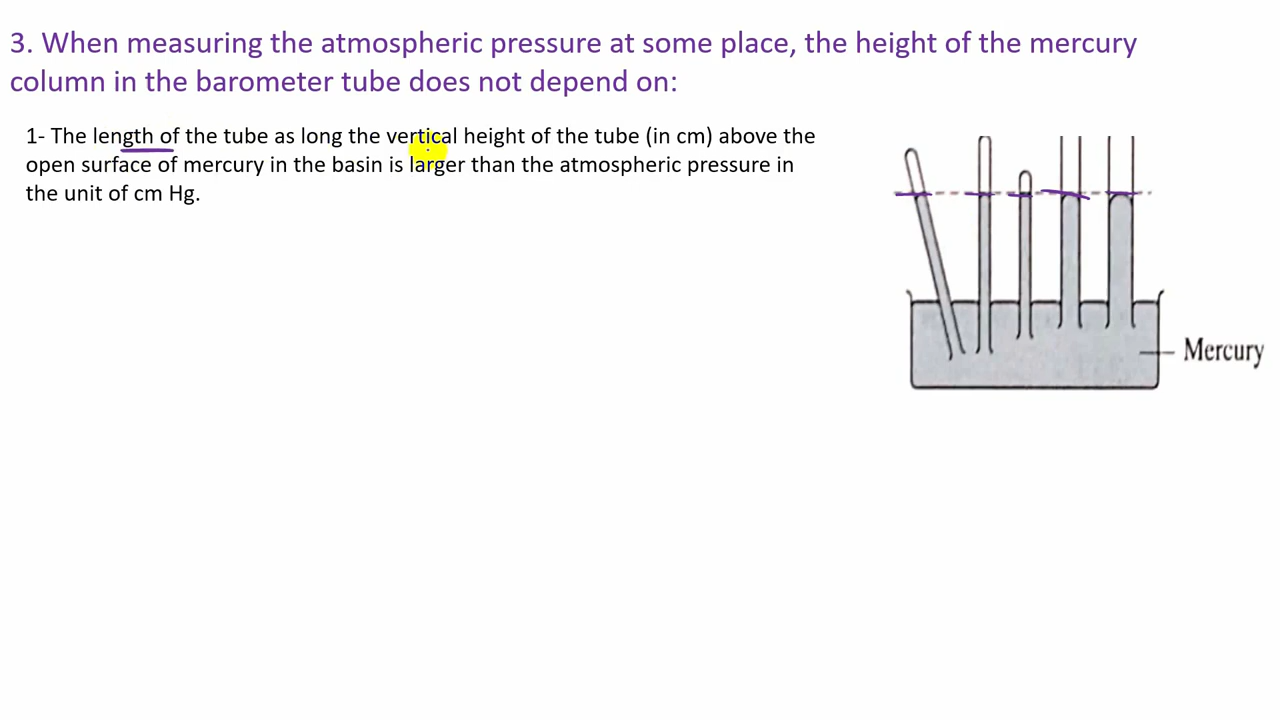 3. When measuring the atmospheric pressure at some place, the height of the mercury
column in the barometer tube does not depend on:
1- The length of the tube as long the vertical height of the tube (in cm) above the
open surface of mercury in the basin is larger than the atmospheric pressure in
the unit of cm Hg.
Mercury